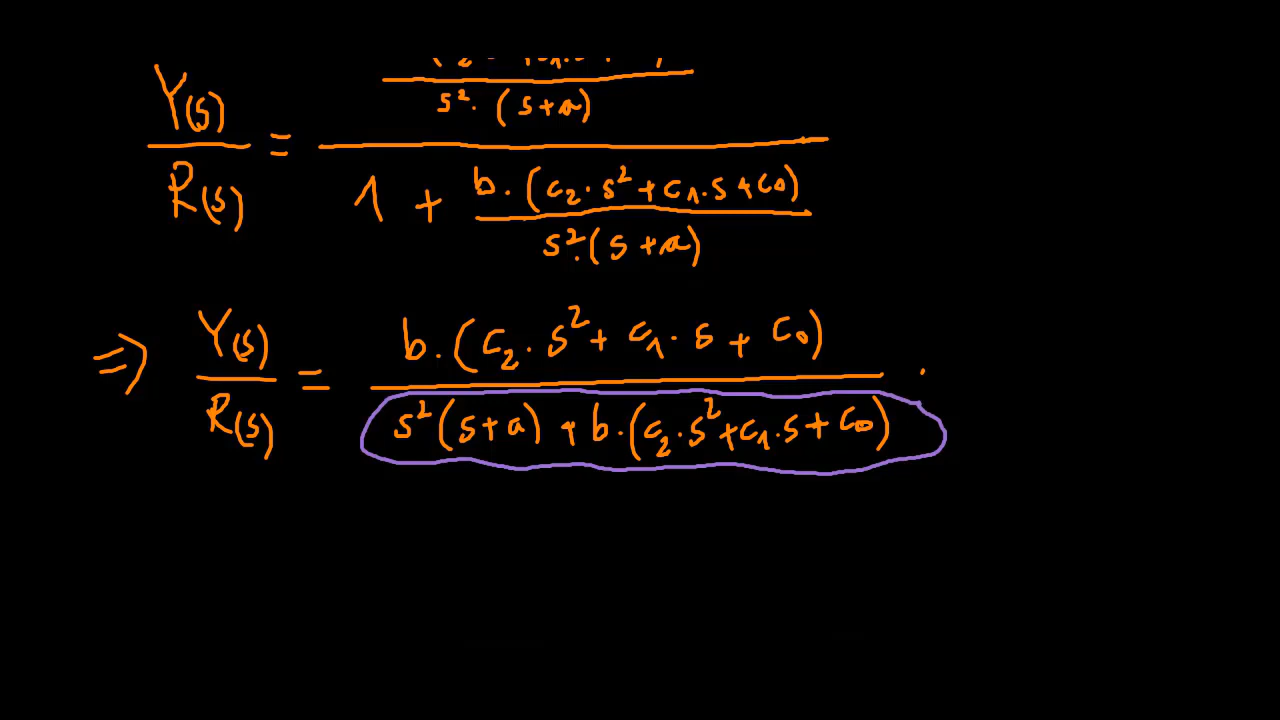 s². (s+a)
Y(s) =
R(s) 1 + b. (c₂.s²+c₁.s+c₀)
s².(s+a)
=> Y(s) = b.(c₂.s²+c₁.s+c₀) .
R(s) s²(s+a)+b.(c₂.s²+c₁.s+c₀)